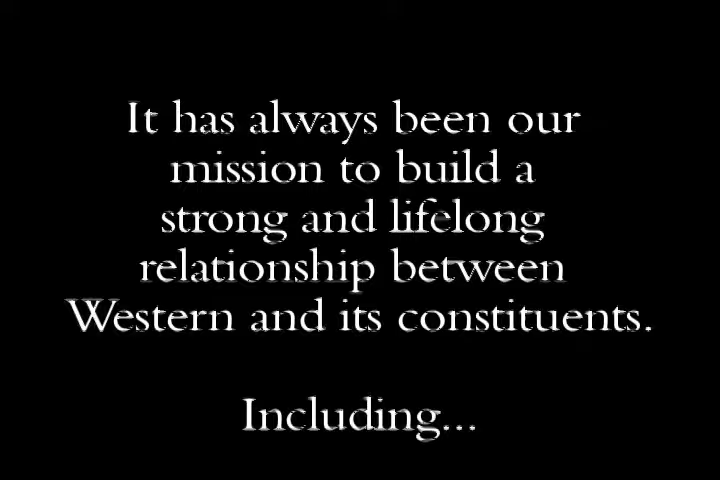 It has always been our
mission to build a
strong and lifelong
relationship between
Western and its constituents.
Including...